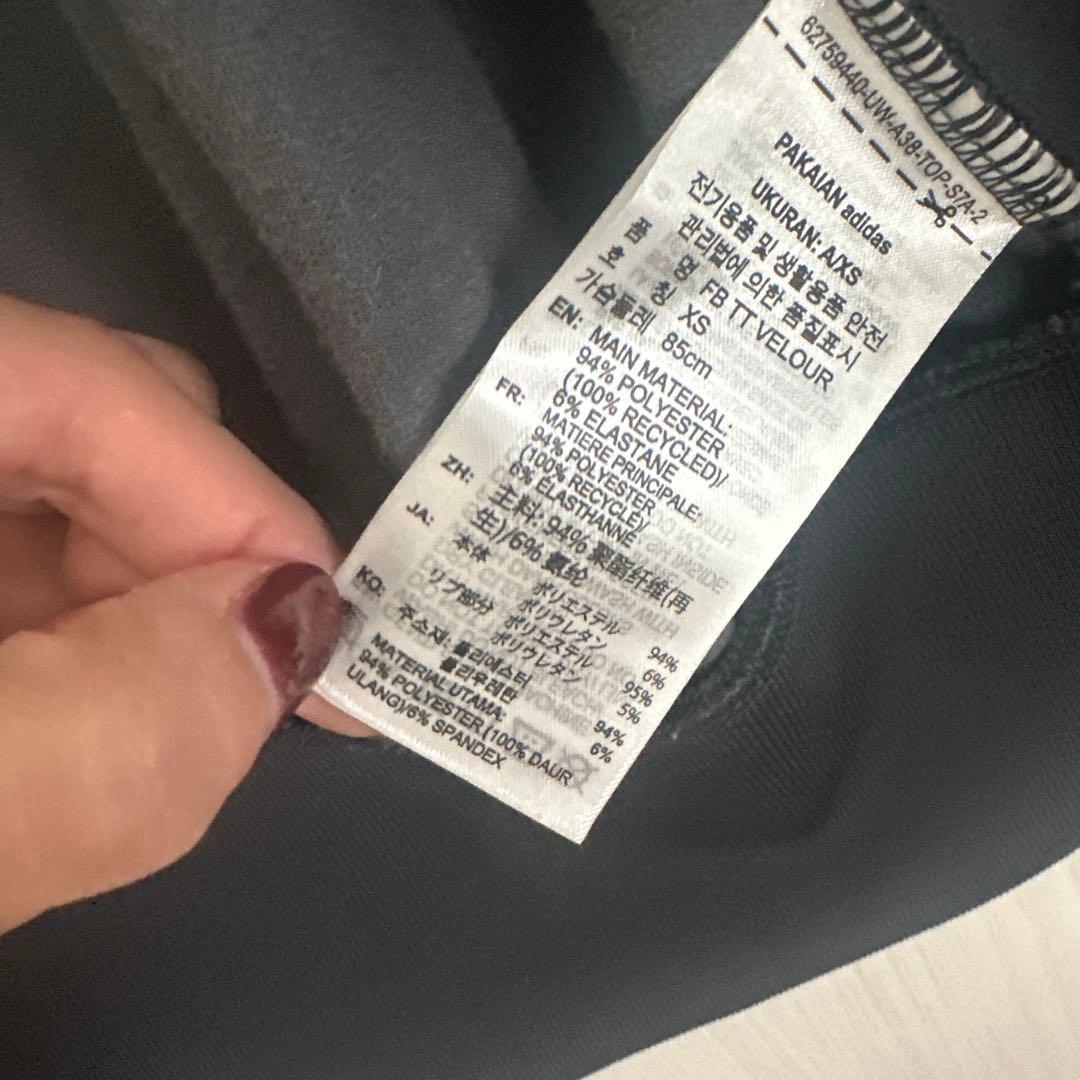 62759440-UW-A38-TOP-S7A-2
PAKAIAN adidas
UKURAN: A/XS
전기용품 및 생활용품 안전
관리법에 의한 품질표시
품 명 FB TT VELOUR
호 칭 XS
가슴둘레 85cm
EN: MAIN MATERIAL:
94% POLYESTER
(100% RECYCLED)/
6% ELASTANE
FR: MATIERE PRINCIPALE:
94% POLYESTER
(100% RECYCLE)/
6% ÉLASTHANNE
ZH: 主料: 94% 聚酯纤维(再
生)/6% 氨纶
JA: 本体 ポリエステル 94%
ポリウレタン 6%
リブ部分 ポリエステル 95%
ポリウレタン 5%
KO: 주소재: 폴리에스터 94%
폴리우레탄 6%
MATERIAL UTAMA:
94% POLYESTER (100% DAUR
ULANG)/6% SPANDEX